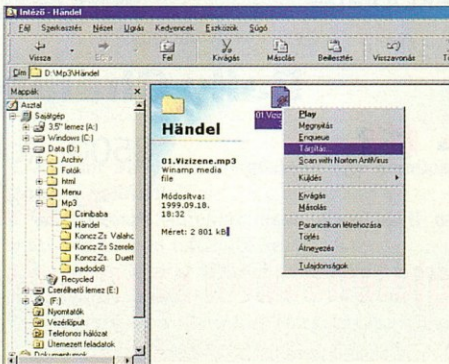 Intéző - Händel
Fájl Szerkesztés Nézet Ugrás Kedvencek Eszközök Súgó
Vissza Fel Kivágás Másolás Beillesztés Visszavonás
Cím D:\Mp3\Händel
Mappák
Asztal
Sajátgép
3.5" lemez (A:)
Windows (C:)
Data (D:)
Archiv
Fotók
html
Menu
Mp3
Csinibaba
Händel
Koncz Zs. Valaho
Koncz Zs. Szerele
Koncz Zs. Duett
padodo8
Recycled
Cserélhető lemez (E:)
(F:)
Nyomtatók
Vezérlőpult
Telefonos hálózat
Ütemezett feladatok
Dokumentumok
Händel
01.Vizizene.mp3
Winamp media
file
Módosítva:
1999.09.18.
18:32
Méret: 2 801 kB
Play
Megnyitás
Enqueue
Tárjítás...
Scan with Norton AntiVirus
Küldés
Kivágás
Másolás
Parancsikon létrehozása
Törlés
Átnevezés
Tulajdonságok